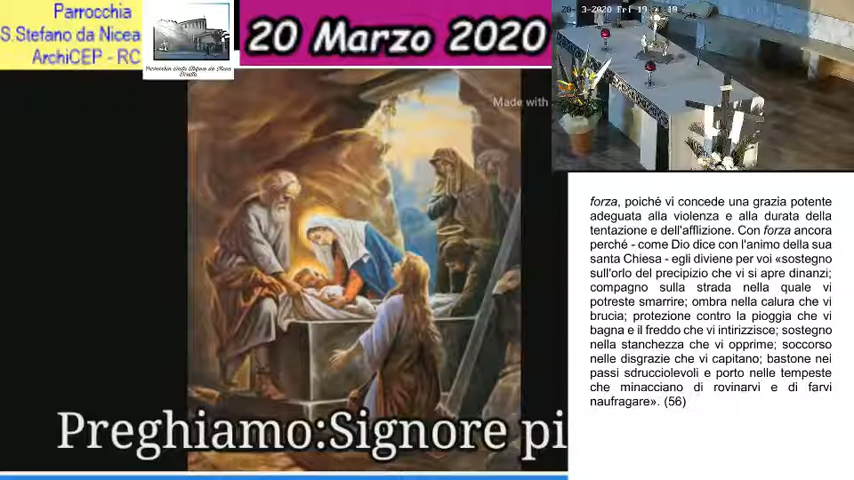 Parrocchia
S.Stefano da Nicea
ArchiCEP - RC
20 Marzo 2020
3-2020 Fri 19
Made with
forza, poiché vi concede una grazia potente
adeguata alla violenza e alla durata della
tentazione e dell'afflizione. Con forza ancora
perché - come Dio dice con l'animo della sua
santa Chiesa - egli diviene per voi «sostegno
sull'orlo del precipizio che vi si apre dinanzi;
compagno sulla strada nella quale vi
potreste smarrire; ombra nella calura che vi
brucia; protezione contro la pioggia che vi
bagna e il freddo che vi intirizzisce; sostegno
nella stanchezza che vi opprime; soccorso
nelle disgrazie che vi capitano; bastone nei
passi sdrucciolevoli e porto nelle tempeste
che minacciano di rovinarvi e di farvi
naufragare». (56)
Preghiamo:Signore pi